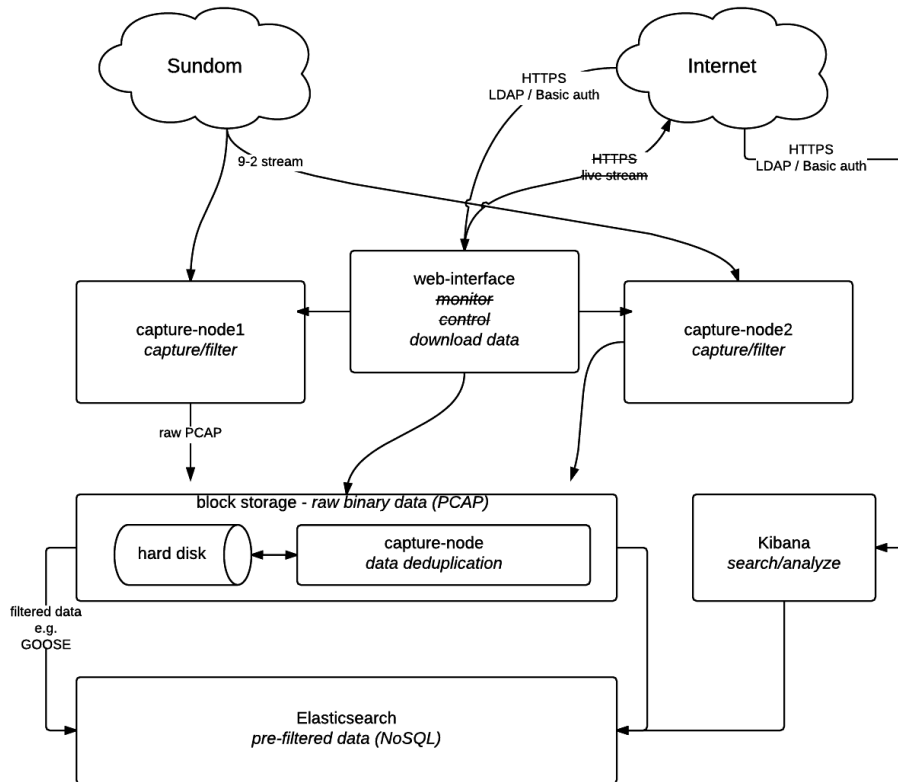 Sundom
Internet
HTTPS
LDAP / Basic auth
9-2 stream
HTTPS
live stream
HTTPS
LDAP / Basic auth
web-interface
monitor
control
download data
capture-node1
capture/filter
capture-node2
capture/filter
raw PCAP
block storage - raw binary data (PCAP)
hard disk
capture-node
data deduplication
Kibana
search/analyze
filtered data
e.g.
GOOSE
Elasticsearch
pre-filtered data (NoSQL)